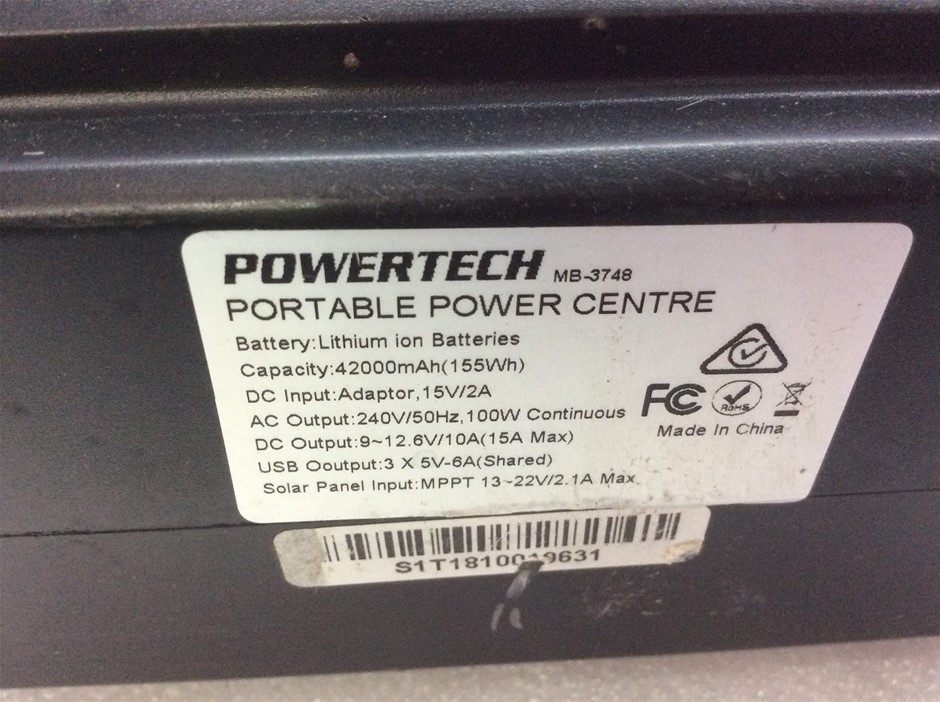 POWERTECH MB-3748
PORTABLE POWER CENTRE
Battery:Lithium ion Batteries
Capacity:42000mAh(155Wh)
DC Input:Adaptor,15V/2A
AC Output:240V/50Hz,100W Continuous
DC Output:9~12.6V/10A(15A Max)
USB Ooutput:3 X 5V-6A(Shared)
Solar Panel Input:MPPT 13~22V/2.1A Max.
FC RoHS
Made In China